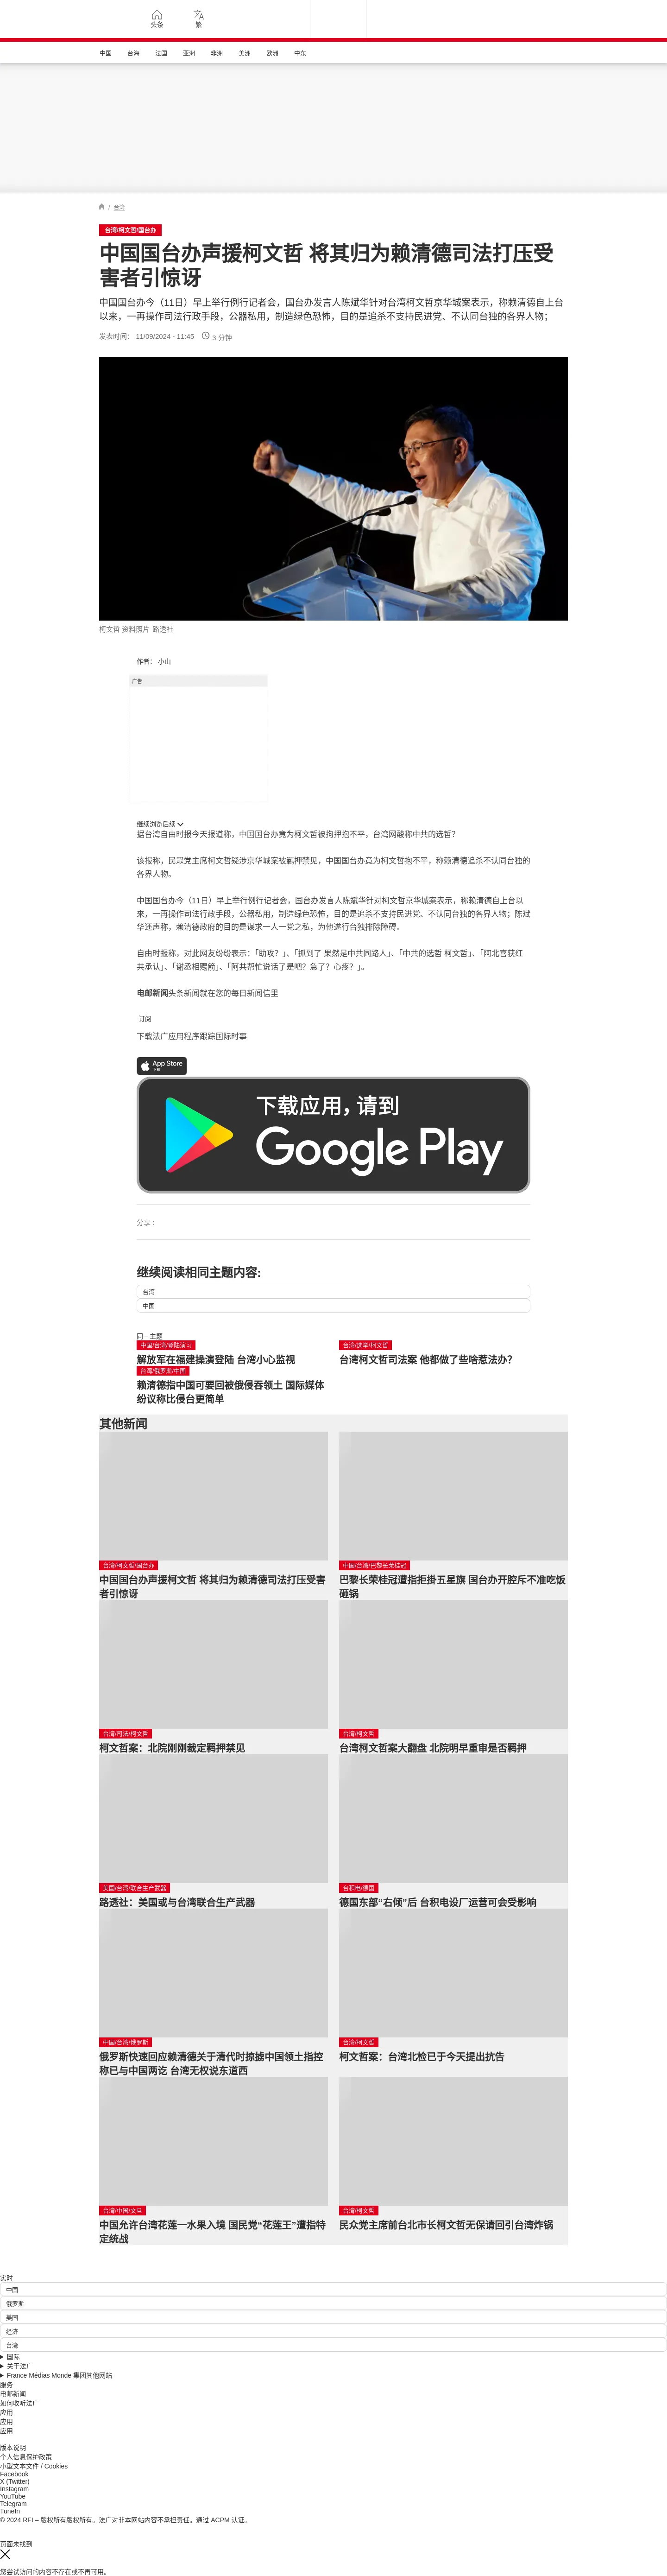 头条
繁
中国 台海 法国 亚洲 非洲 美洲 欧洲 中东
/ 台湾
台湾/柯文哲/国台办
中国国台办声援柯文哲 将其归为赖清德司法打压受
害者引惊讶
中国国台办今（11日）早上举行例行记者会，国台办发言人陈斌华针对台湾柯文哲京华城案表示，称赖清德自上台
以来，一再操作司法行政手段，公器私用，制造绿色恐怖，目的是追杀不支持民进党、不认同台独的各界人物；
发表时间： 11/09/2024 - 11:45 3 分钟
柯文哲 资料照片 路透社
作者： 小山
广告
继续浏览后续
据台湾自由时报今天报道称，中国国台办竟为柯文哲被拘押抱不平，台湾网酸称中共的选哲？
该报称，民眾党主席柯文哲疑涉京华城案被羁押禁见，中国国台办竟为柯文哲抱不平，称赖清德追杀不认同台独的
各界人物。
中国国台办今（11日）早上举行例行记者会，国台办发言人陈斌华针对柯文哲京华城案表示，称赖清德自上台以
来，一再操作司法行政手段，公器私用，制造绿色恐怖，目的是追杀不支持民进党、不认同台独的各界人物；陈斌
华还声称，赖清德政府的目的是谋求一人一党之私，为他遂行台独排除障碍。
自由时报称，对此网友纷纷表示：「助攻？」、「抓到了 果然是中共同路人」、「中共的选哲 柯文哲」、「阿北喜获红
共承认」、「谢丞相赐箭」、「阿共帮忙说话了是吧？急了？心疼？」。
电邮新闻头条新闻就在您的每日新闻信里
订阅
下载法广应用程序跟踪国际时事
App Store
下载
下载应用，请到
Google Play
分享 :
继续阅读相同主题内容:
台湾
中国
同一主题
中国/台湾/登陆演习
解放军在福建操演登陆 台湾小心监视
台湾/选举/柯文哲
台湾柯文哲司法案 他都做了些啥惹法办？
台湾/俄罗斯/中国
赖清德指中国可要回被俄侵吞领土 国际媒体
纷议称比侵台更简单
其他新闻
台湾/柯文哲/国台办
中国国台办声援柯文哲 将其归为赖清德司法打压受害
者引惊讶
中国/台湾/巴黎长荣桂冠
巴黎长荣桂冠遭指拒掛五星旗 国台办开腔斥不准吃饭
砸锅
台湾/司法/柯文哲
柯文哲案：北院刚刚裁定羁押禁见
台湾/柯文哲
台湾柯文哲案大翻盘 北院明早重审是否羁押
美国/台湾/联合生产武器
路透社：美国或与台湾联合生产武器
台积电/德国
德国东部“右倾”后 台积电设厂运营可会受影响
中国/台湾/俄罗斯
俄罗斯快速回应赖清德关于清代时掠掳中国领土指控
称已与中国两讫 台湾无权说东道西
台湾/柯文哲
柯文哲案：台湾北检已于今天提出抗告
台湾/中国/文旦
中国允许台湾花莲一水果入境 国民党“花莲王”遭指特
定统战
台湾/柯文哲
民众党主席前台北市长柯文哲无保请回引台湾炸锅
实时
中国
俄罗斯
美国
经济
台湾
国际
关于法广
France Médias Monde 集团其他网站
服务
电邮新闻
如何收听法广
应用
应用
应用
版本说明
个人信息保护政策
小型文本文件 / Cookies
Facebook
X (Twitter)
Instagram
YouTube
Telegram
TuneIn
© 2024 RFI – 版权所有版权所有。法广对非本网站内容不承担责任。通过 ACPM 认证。
页面未找到
您尝试访问的内容不存在或不再可用。